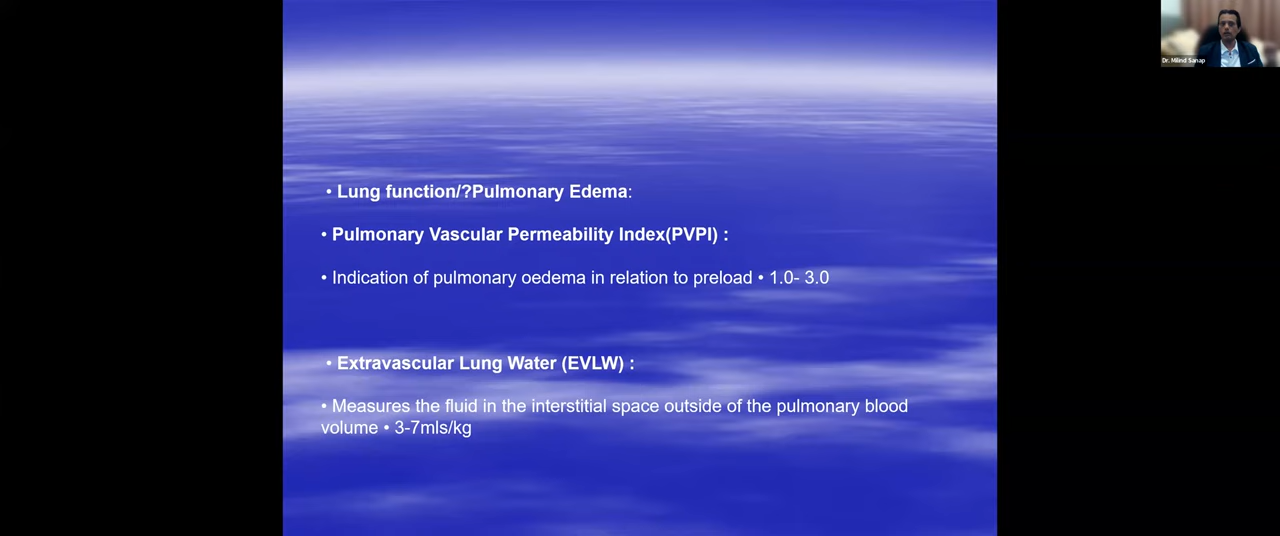 Dr. Milind Sanap
• Lung function/?Pulmonary Edema:
• Pulmonary Vascular Permeability Index(PVPI) :
• Indication of pulmonary oedema in relation to preload • 1.0- 3.0
• Extravascular Lung Water (EVLW) :
• Measures the fluid in the interstitial space outside of the pulmonary blood
volume • 3-7mls/kg